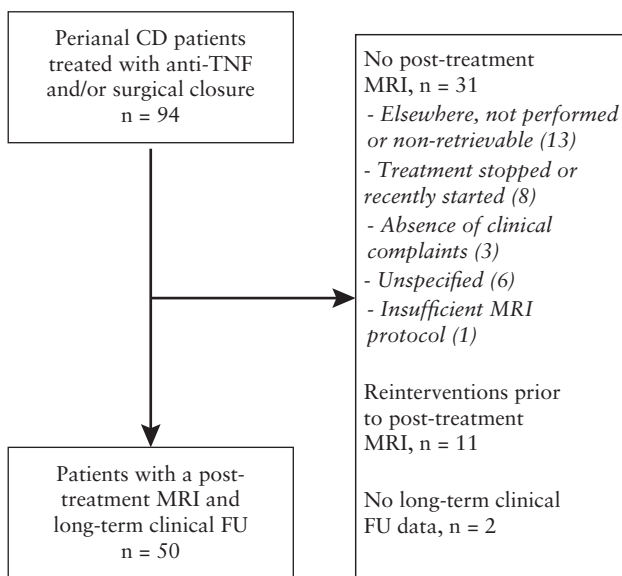 Perianal CD patients
treated with anti-TNF
and/or surgical closure
n = 94
No post-treatment
MRI, n = 31
- Elsewhere, not performed
or non-retrievable (13)
- Treatment stopped or
recently started (8)
- Absence of clinical
complaints (3)
- Unspecified (6)
- Insufficient MRI
protocol (1)
Reinterventions prior
to post-treatment
MRI, n = 11
No long-term clinical
FU data, n = 2
Patients with a post-
treatment MRI and
long-term clinical FU
n = 50